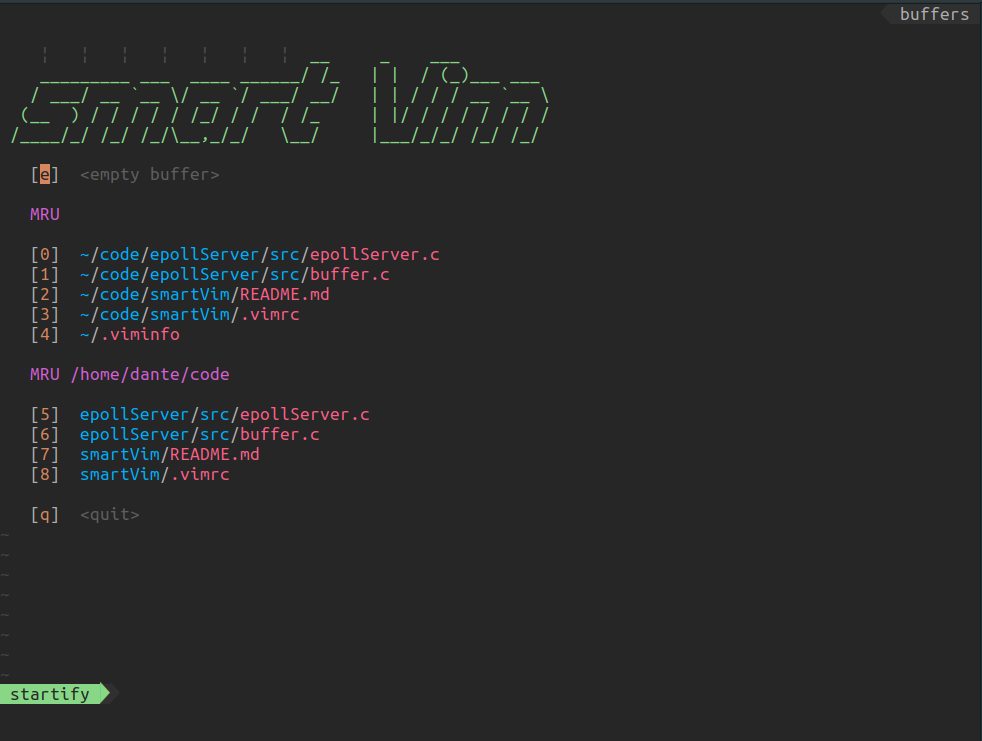 buffers
smart Vim
[e] <empty buffer>
MRU
[0] ~/code/epollServer/src/epollServer.c
[1] ~/code/epollServer/src/buffer.c
[2] ~/code/smartVim/README.md
[3] ~/code/smartVim/.vimrc
[4] ~/.viminfo
MRU /home/dante/code
[5] epollServer/src/epollServer.c
[6] epollServer/src/buffer.c
[7] smartVim/README.md
[8] smartVim/.vimrc
[q] <quit>
~
~
~
~
~
~
~
~
startify